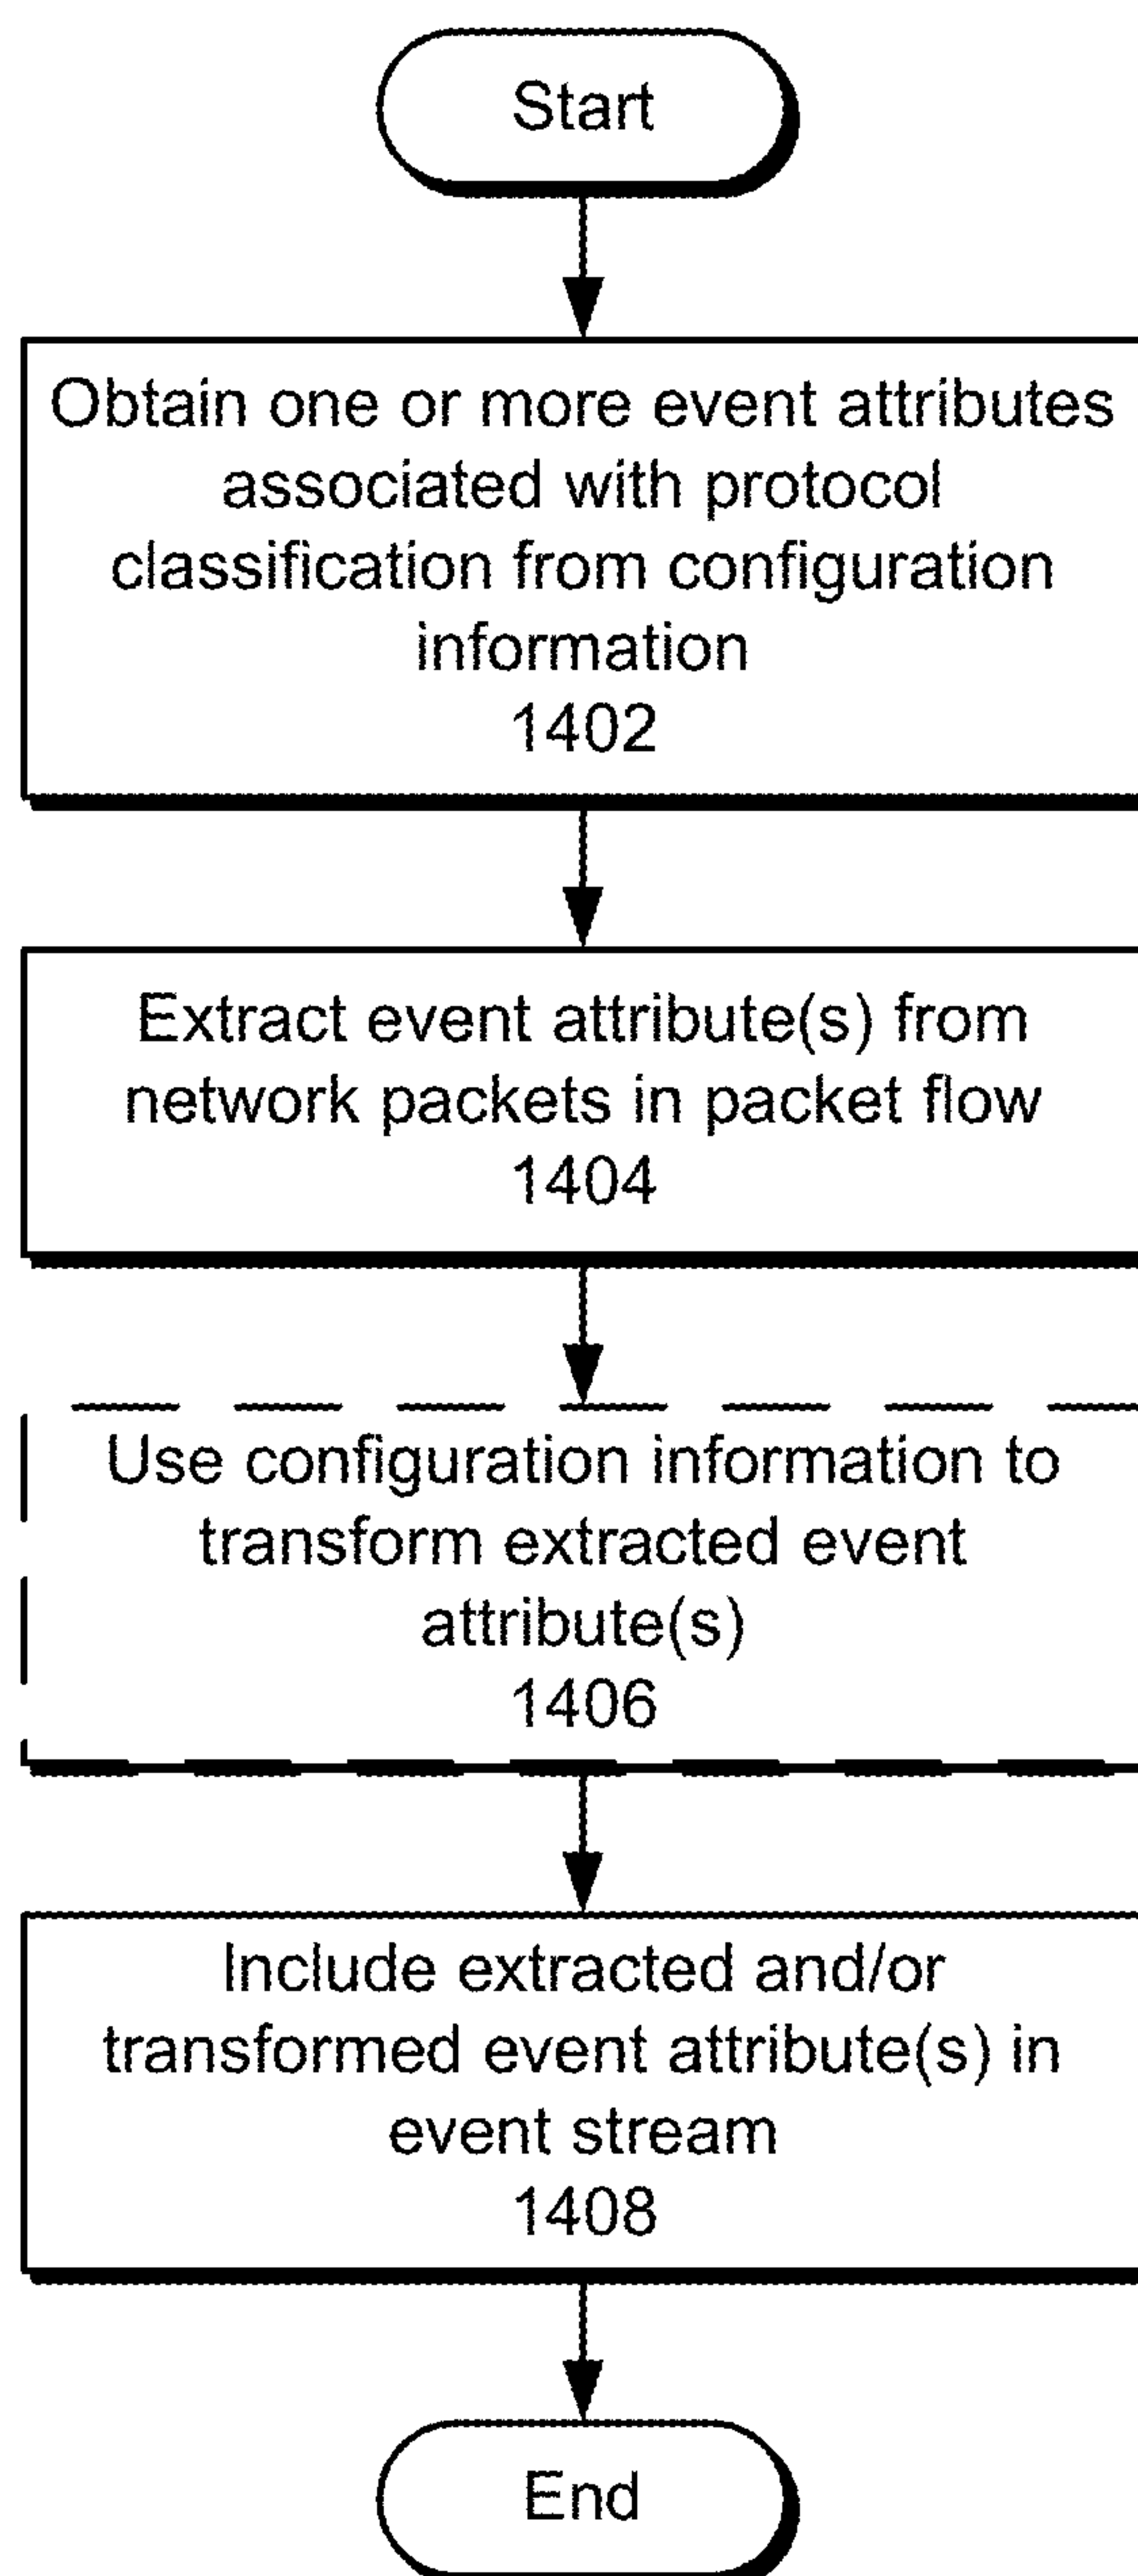 Start
Obtain one or more event attributes
associated with protocol
classification from configuration
information
1402
Extract event attribute(s) from
network packets in packet flow
1404
Use configuration information to
transform extracted event
attribute(s)
1406
Include extracted and/or
transformed event attribute(s) in
event stream
1408
End